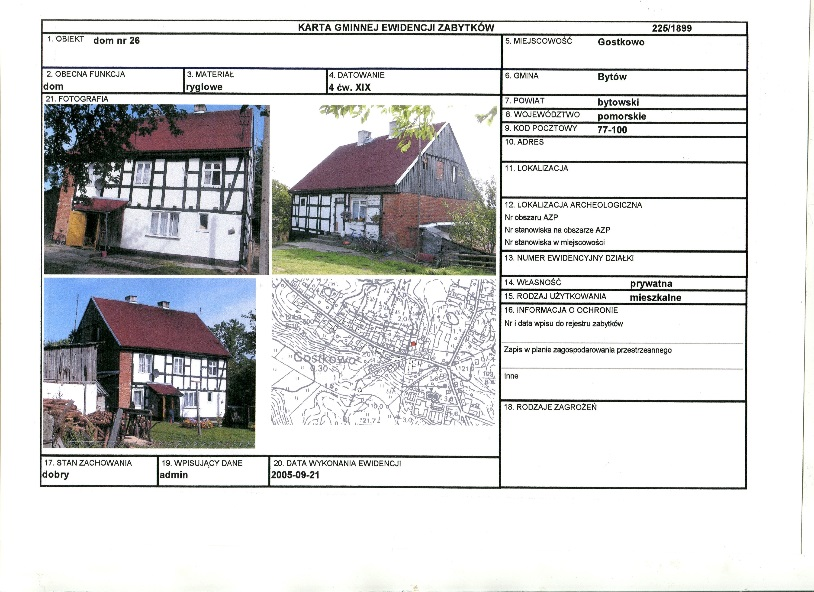 KARTA GMINNEJ EWIDENCJI ZABYTKÓW 225/1899
1. OBIEKT dom nr 26
5. MIEJSCOWOŚĆ Gostkowo
2. OBECNA FUNKCJA
dom
3. MATERIAŁ
ryglowe
4. DATOWANIE
4 ćw. XIX
6. GMINA Bytów
7. POWIAT bytowski
8. WOJEWÓDZTWO pomorskie
9. KOD POCZTOWY 77-100
10. ADRES
11. LOKALIZACJA
12. LOKALIZACJA ARCHEOLOGICZNA
Nr obszaru AZP
Nr stanowiska na obszarze AZP
Nr stanowiska w miejscowości
13. NUMER EWIDENCYJNY DZIAŁKI
14. WŁASNOŚĆ prywatna
15. RODZAJ UŻYTKOWANIA mieszkalne
16. INFORMACJA O OCHRONIE
Nr i data wpisu do rejestru zabytków
Zapis w planie zagospodarowania przestrzeannego
Inne
18. RODZAJE ZAGROŻEŃ
21. FOTOGRAFIA
Gostkowo
17. STAN ZACHOWANIA
dobry
19. WPISUJĄCY DANE
admin
20. DATA WYKONANIA EWIDENCJI
2005-09-21